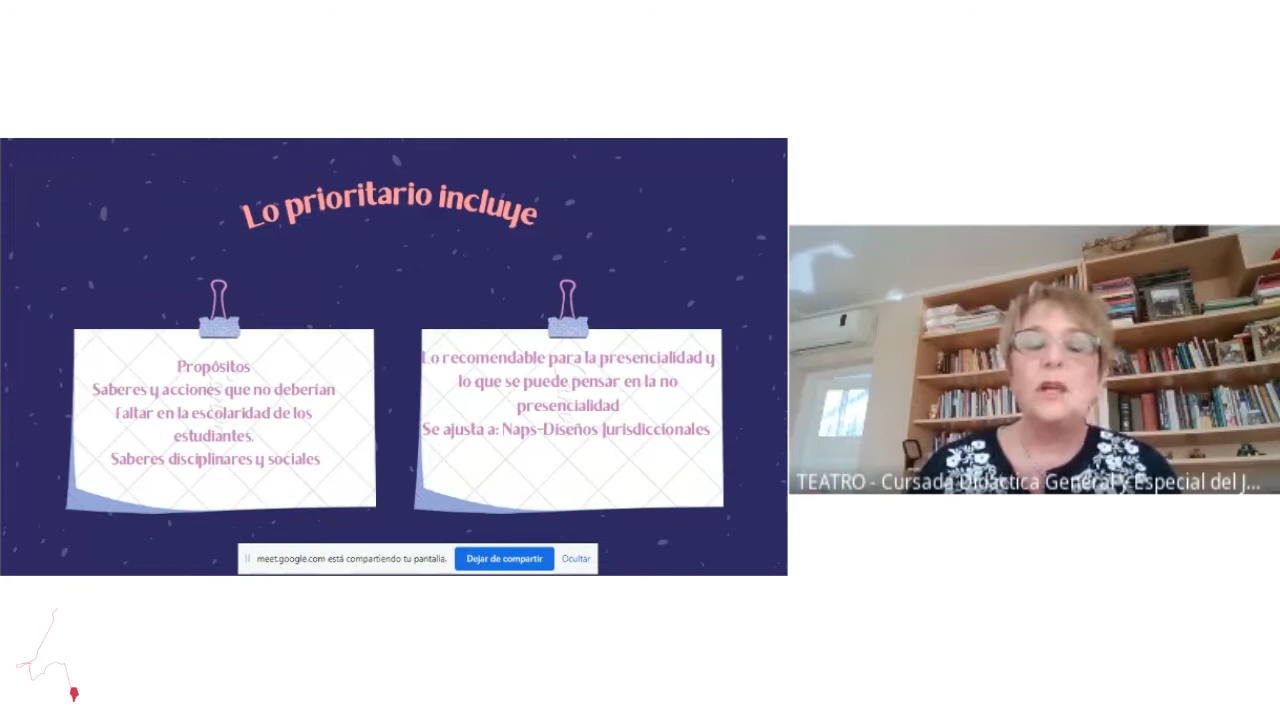 Lo prioritario incluye
Propósitos
Saberes y acciones que no deberían
faltar en la escolaridad de los
estudiantes.
Saberes disciplinares y sociales
Lo recomendable para la presencialidad y
lo que se puede pensar en la no
presencialidad
Se ajusta a: Naps-Diseños Jurisdiccionales
meet.google.com está compartiendo tu pantalla. Dejar de compartir Ocultar
TEATRO - Cursada Didáctica General y Especial del J...